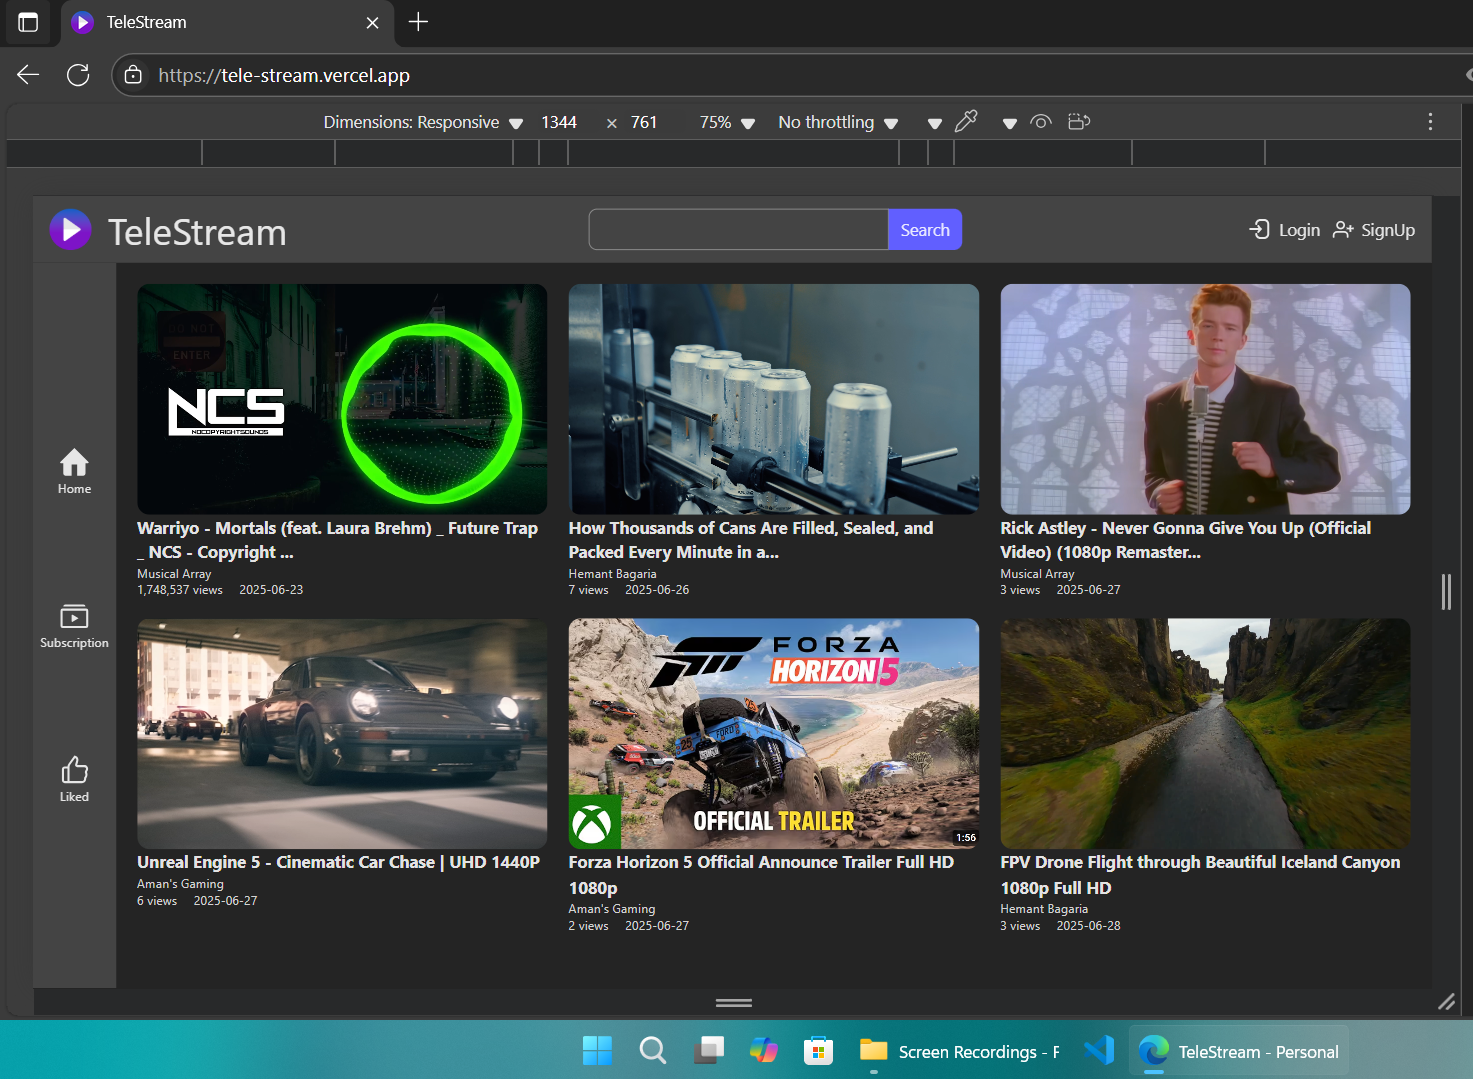 TeleStream
https://tele-stream.vercel.app
Dimensions: Responsive 1344 × 761 75% No throttling
TeleStream
Search
Login SignUp
Home
Subscription
Liked
DO NOT
ENTER
NCS
NOCOPYRIGHTSOUNDS
Warriyo - Mortals (feat. Laura Brehm) _ Future Trap
_ NCS - Copyright ...
Musical Array
1,748,537 views 2025-06-23
How Thousands of Cans Are Filled, Sealed, and
Packed Every Minute in a...
Hemant Bagaria
7 views 2025-06-26
Rick Astley - Never Gonna Give You Up (Official
Video) (1080p Remaster...
Musical Array
3 views 2025-06-27
Unreal Engine 5 - Cinematic Car Chase | UHD 1440P
Aman's Gaming
6 views 2025-06-27
FORZA
HORIZON 5
25
FORD
25
OFFICIAL TRAILER
1:56
Forza Horizon 5 Official Announce Trailer Full HD
1080p
Aman's Gaming
2 views 2025-06-27
FPV Drone Flight through Beautiful Iceland Canyon
1080p Full HD
Hemant Bagaria
3 views 2025-06-28
Screen Recordings - F
TeleStream - Personal